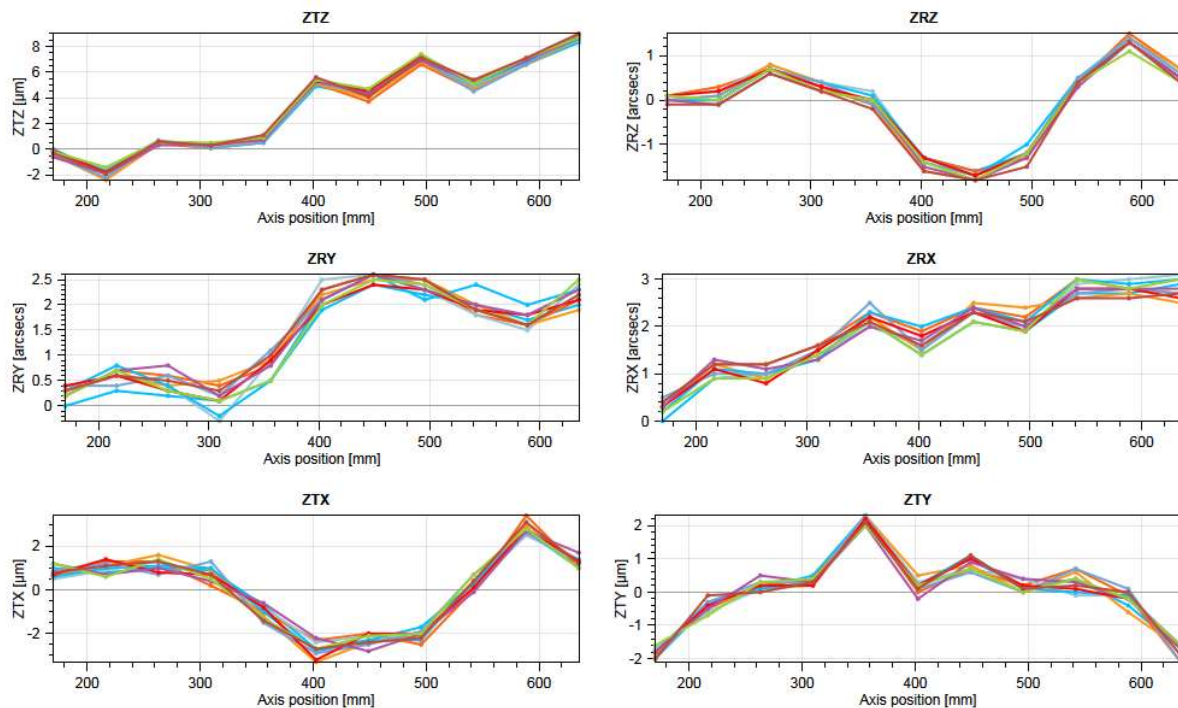 ZTZ
ZTZ [µm]
8
6
4
2
0
-2
200 300 400 500 600
Axis position [mm]
ZRZ
ZRZ [arcsecs]
1
0
-1
200 300 400 500 600
Axis position [mm]
ZRY
ZRY [arcsecs]
2.5
2
1.5
1
0.5
0
200 300 400 500 600
Axis position [mm]
ZRX
ZRX [arcsecs]
3
2
1
0
200 300 400 500 600
Axis position [mm]
ZTX
ZTX [µm]
2
0
-2
200 300 400 500 600
Axis position [mm]
ZTY
ZTY [µm]
2
1
0
-1
-2
200 300 400 500 600
Axis position [mm]